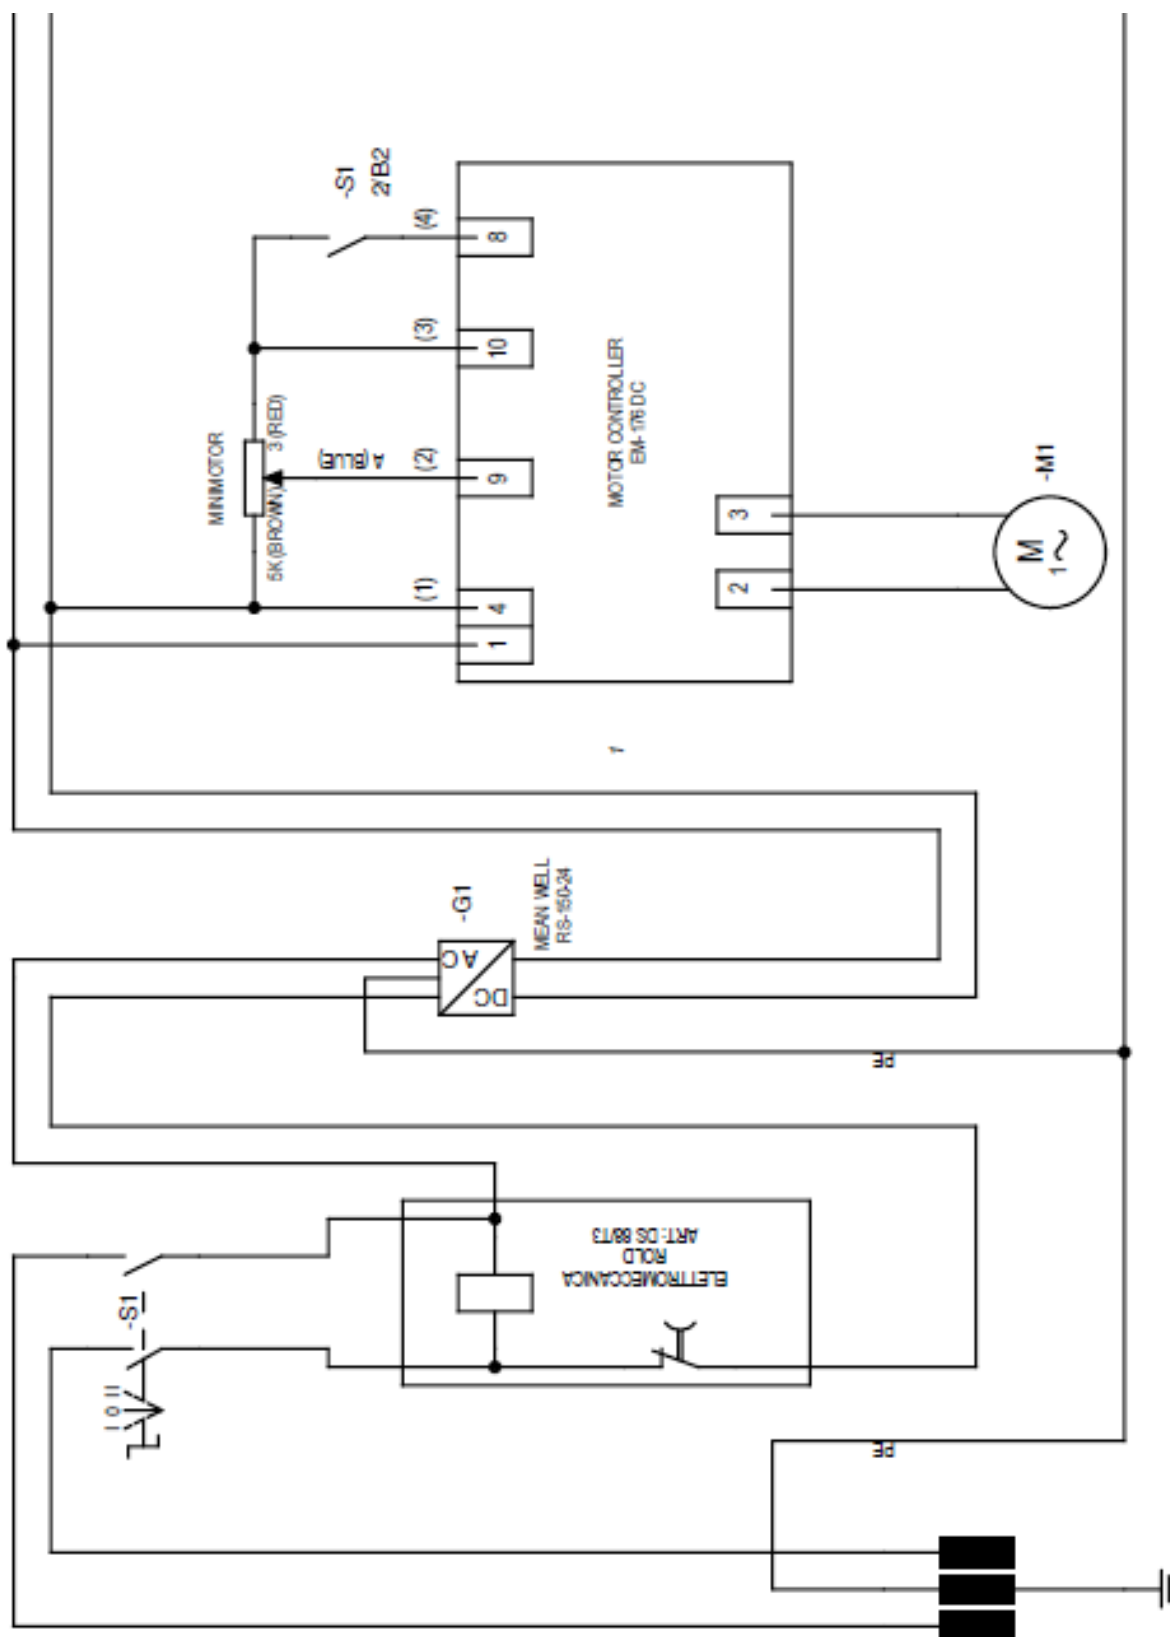 -S1
2/B2
(4)
8
(3)
10
MINIMOTOR
3 (RED)
A (BLUE)
(2)
9
5K (BROWN)
(1)
4
1
MOTOR CONTROLLER
EM-176 DC
3
2
-M1
M
1~
1
-G1
AC
DC
MEAN WELL
RS-150-24
PE
-S1
I 0 II
ELETTROMECCANICA
ROLD
ART: DS 88/T3
PE